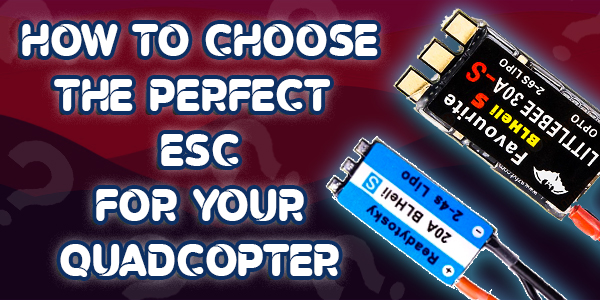 HOW TO CHOOSE
THE PERFECT
ESC
FOR YOUR
QUADCOPTER
Favourite
BLHeli S
LITTLEBEE 30A-S
OPTO 2-6S LIPO
Readytosky
20A BLHeli S
2-4s Lipo
- +